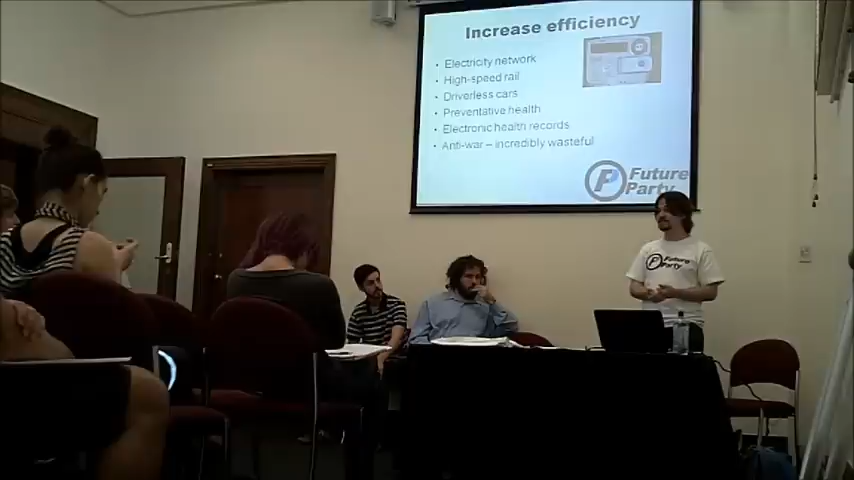 Increase efficiency
• Electricity network
• High-speed rail
• Driverless cars
• Preventative health
• Electronic health records
• Anti-war – incredibly wasteful
Future
Party
Future
Party